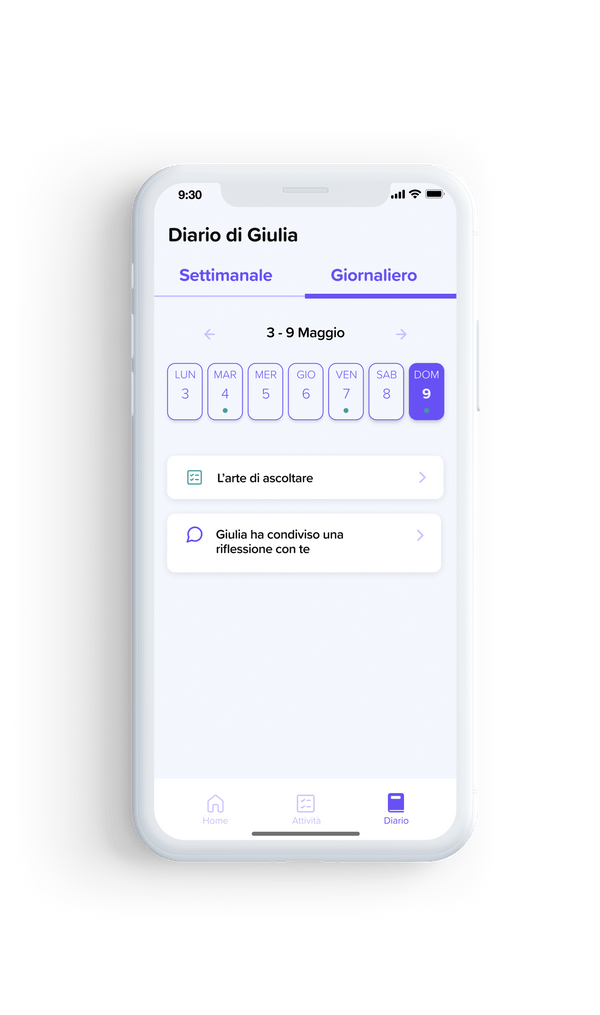 9:30
Diario di Giulia
Settimanale Giornaliero
3 - 9 Maggio
LUN MAR MER GIO VEN SAB DOM
3 4 5 6 7 8 9
L'arte di ascoltare
Giulia ha condiviso una
riflessione con te
Home Attività Diario